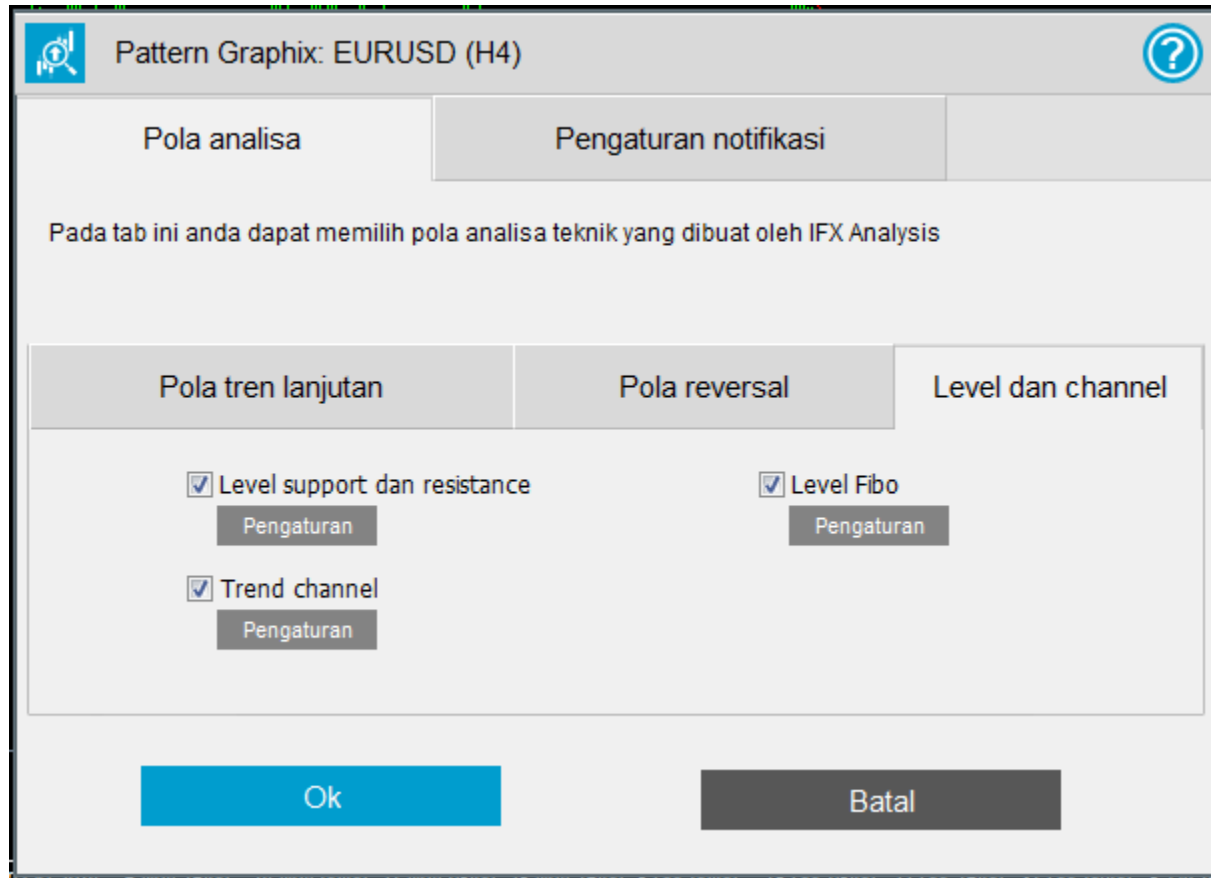 Pattern Graphix: EURUSD (H4)
?
Pola analisa
Pengaturan notifikasi
Pada tab ini anda dapat memilih pola analisa teknik yang dibuat oleh IFX Analysis
Pola tren lanjutan
Pola reversal
Level dan channel
Level support dan resistance
Pengaturan
Level Fibo
Pengaturan
Trend channel
Pengaturan
Ok
Batal